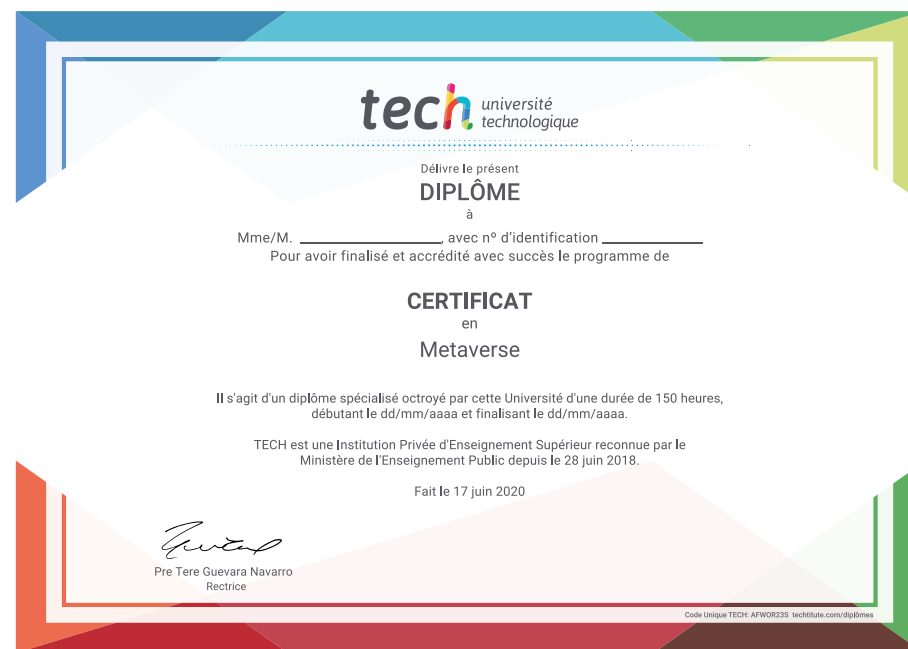 tech université
technologique
Délivre le présent
DIPLÔME
à
Mme/M. ____________________, avec nº d'identification ______________
Pour avoir finalisé et accrédité avec succès le programme de
CERTIFICAT
en
Metaverse
Il s'agit d'un diplôme spécialisé octroyé par cette Université d'une durée de 150 heures,
débutant le dd/mm/aaaa et finalisant le dd/mm/aaaa.
TECH est une Institution Privée d'Enseignement Supérieur reconnue par le
Ministère de l'Enseignement Public depuis le 28 juin 2018.
Fait le 17 juin 2020
Pre Tere Guevara Navarro
Rectrice
Code Unique TECH: AFWOR23S techtitute.com/diplômes